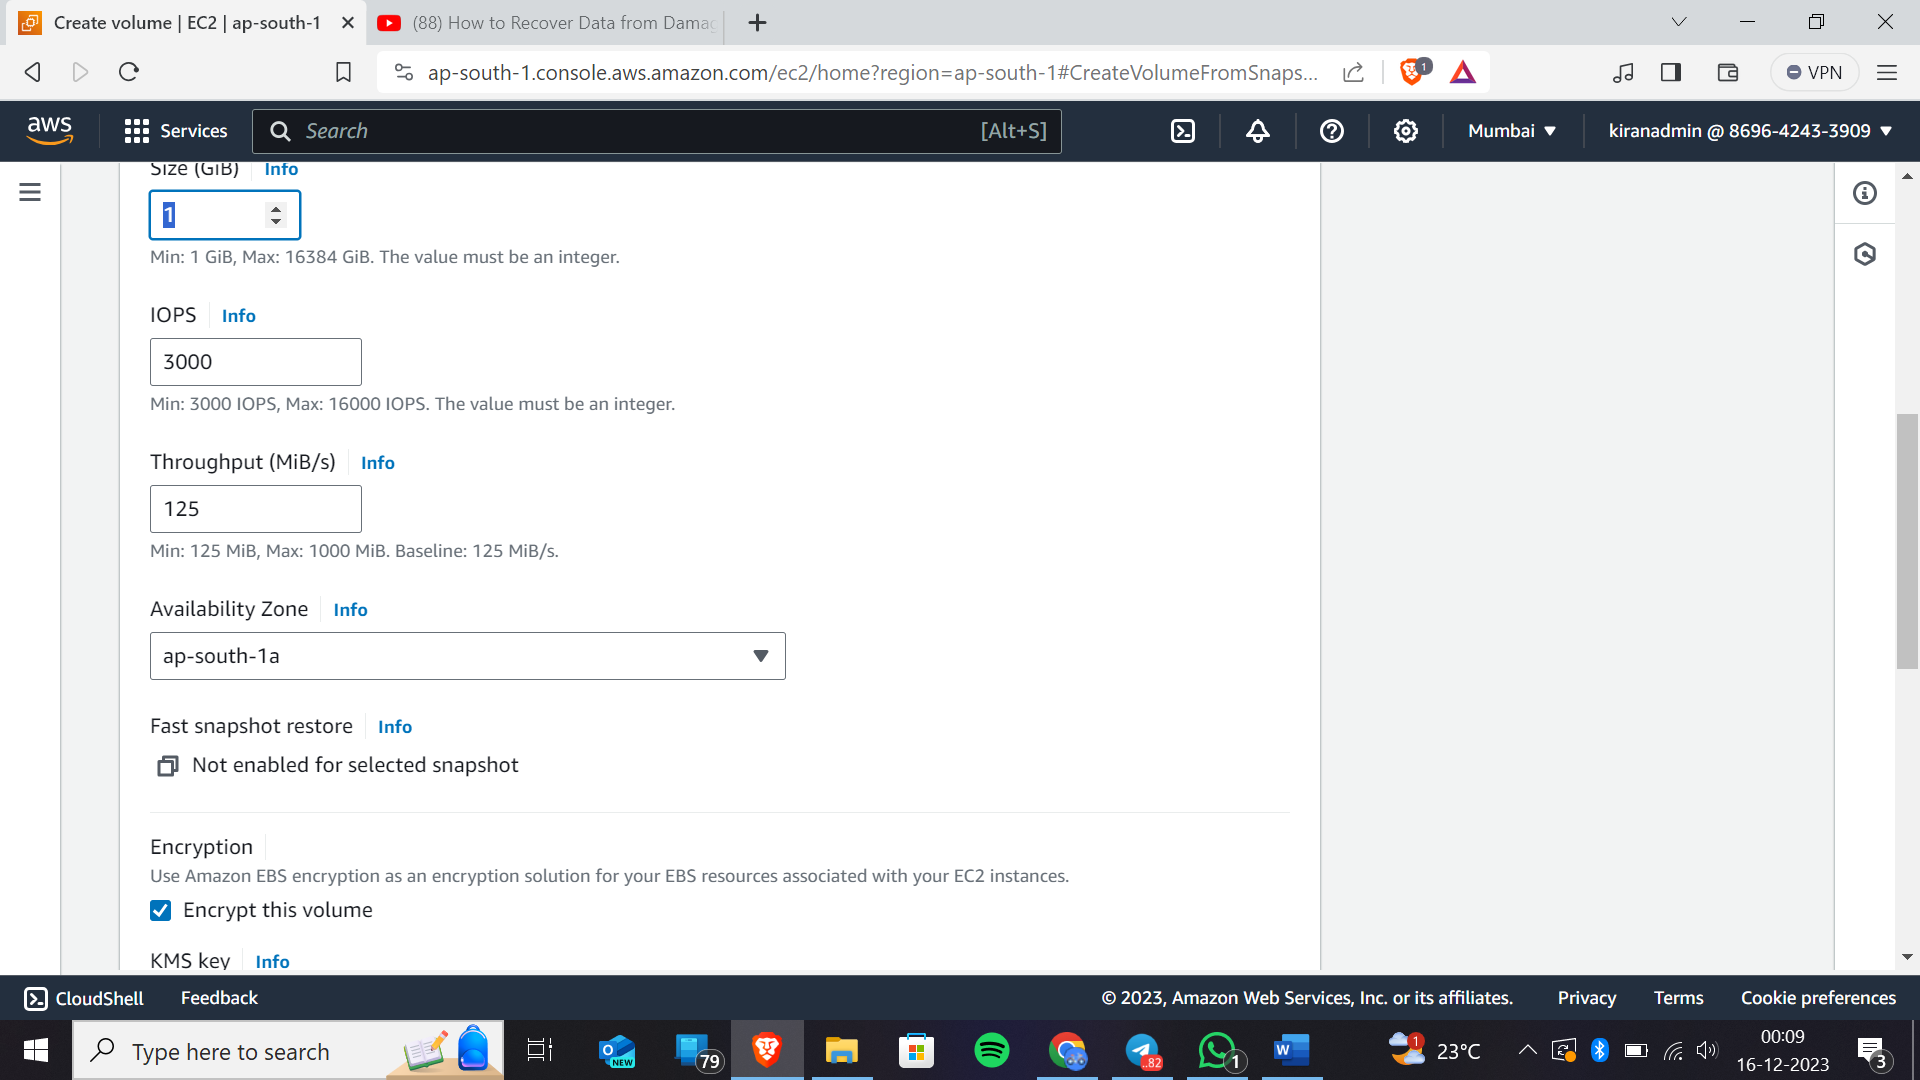 Create volume | EC2 | ap-south-1
(88) How to Recover Data from Damag
ap-south-1.console.aws.amazon.com/ec2/home?region=ap-south-1#CreateVolumeFromSnaps...
1
VPN
aws
Services
Search
[Alt+S]
Mumbai
kiranadmin @ 8696-4243-3909
Size (GiB)
Info
1
Min: 1 GiB, Max: 16384 GiB. The value must be an integer.
IOPS
Info
3000
Min: 3000 IOPS, Max: 16000 IOPS. The value must be an integer.
Throughput (MiB/s)
Info
125
Min: 125 MiB, Max: 1000 MiB. Baseline: 125 MiB/s.
Availability Zone
Info
ap-south-1a
Fast snapshot restore
Info
Not enabled for selected snapshot
Encryption
Use Amazon EBS encryption as an encryption solution for your EBS resources associated with your EC2 instances.
Encrypt this volume
KMS key
Info
CloudShell
Feedback
© 2023, Amazon Web Services, Inc. or its affiliates.
Privacy
Terms
Cookie preferences
Type here to search
O
NEW
79
..82
1
W
1
23°C
00:09
16-12-2023
3